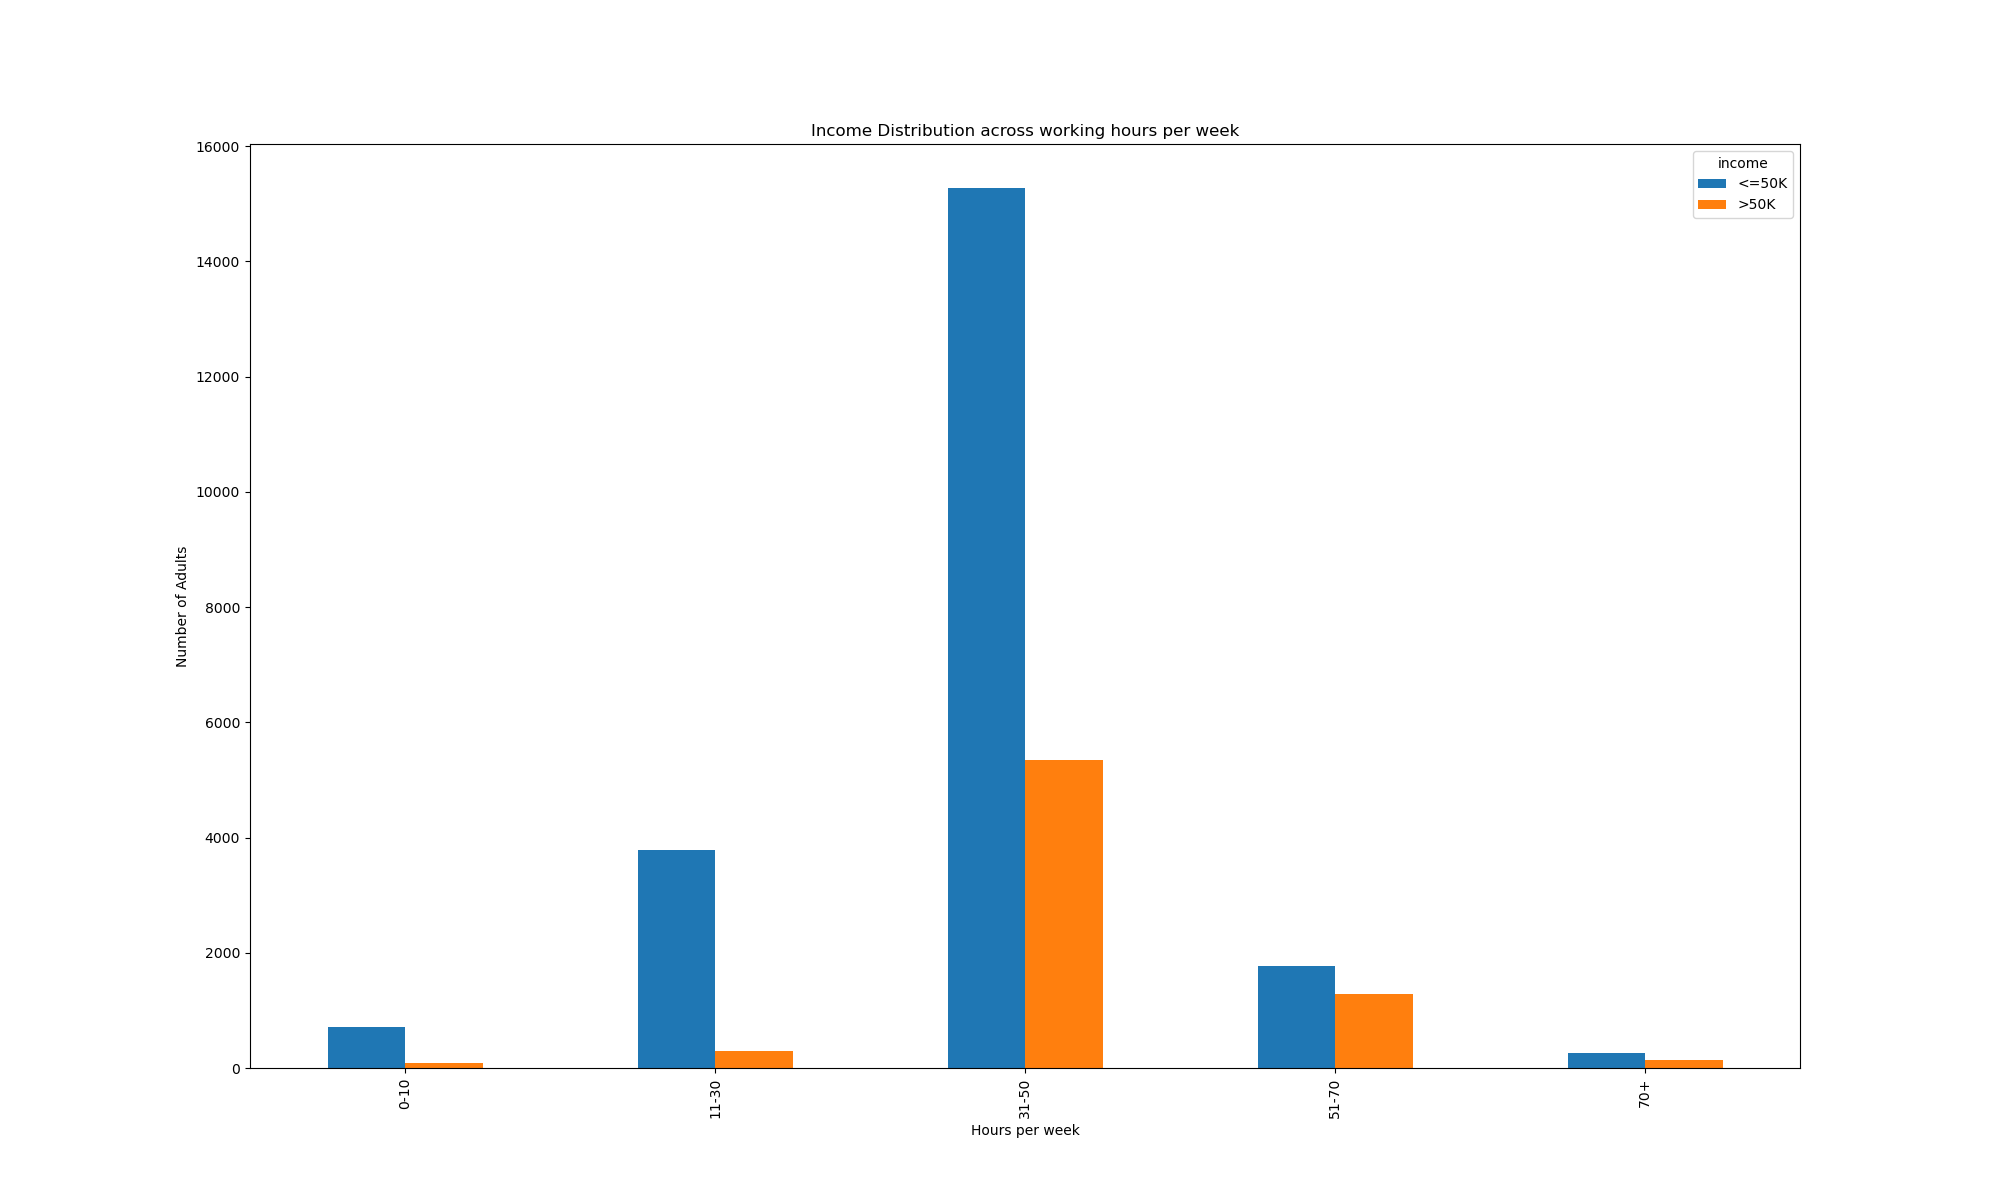 Income Distribution across working hours per week
16000
14000
12000
10000
8000
6000
4000
2000
0
Number of Adults
income
<=50K
>50K
0-10
11-30
31-50
51-70
70+
Hours per week